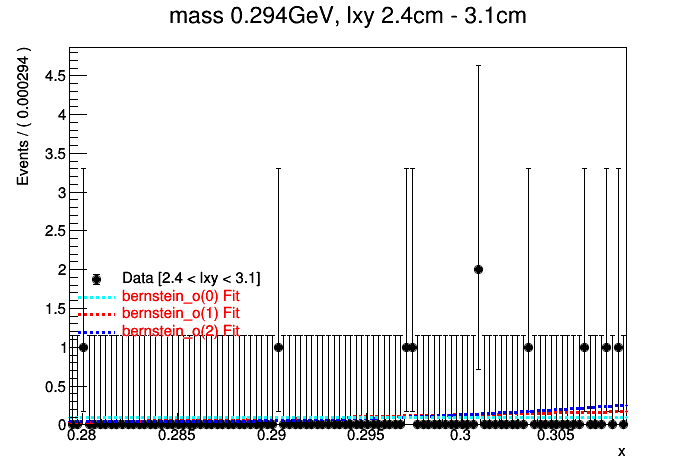 mass 0.294GeV, lxy 2.4cm - 3.1cm
Events / ( 0.000294 )
4.5
4
3.5
3
2.5
2
1.5
1
0.5
0
Data [2.4 < lxy < 3.1]
bernstein_o(0) Fit
bernstein_o(1) Fit
bernstein_o(2) Fit
0.28 0.285 0.29 0.295 0.3 0.305
x